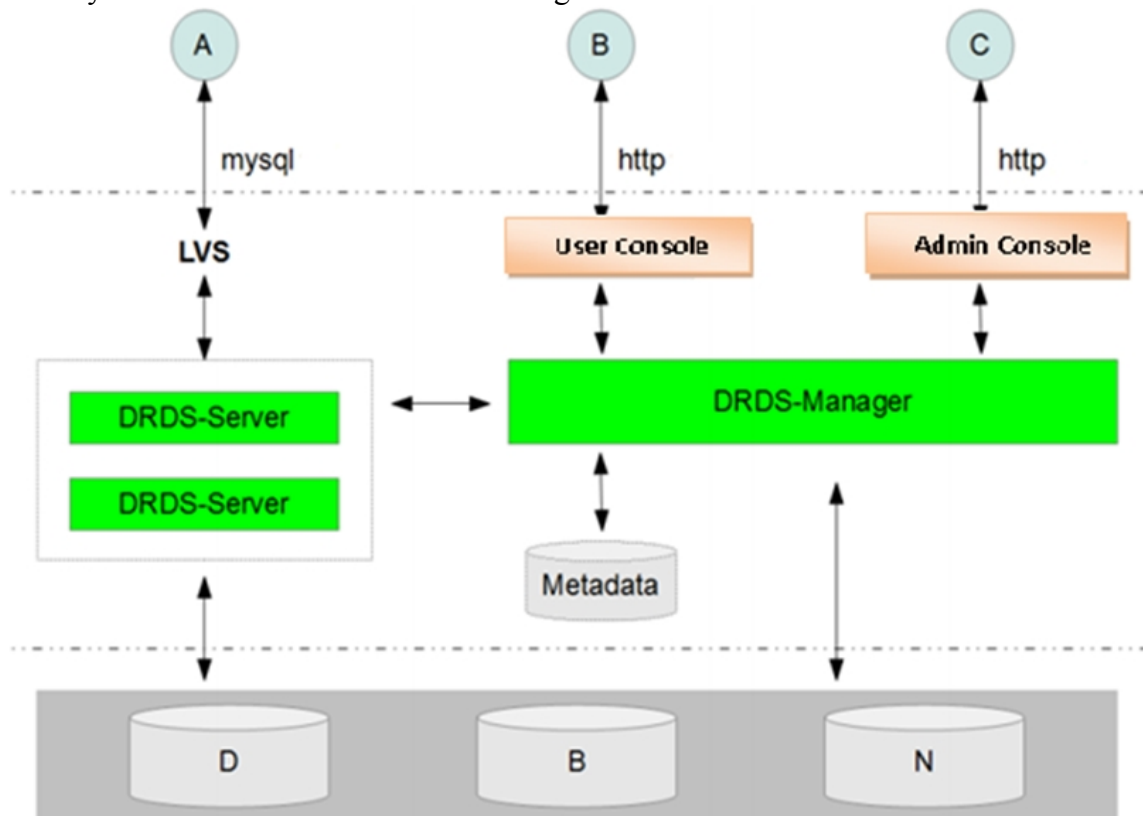 A
B
C
mysql
http
http
LVS
User Console
Admin Console
DRDS-Server
DRDS-Server
DRDS-Manager
Metadata
D
B
N